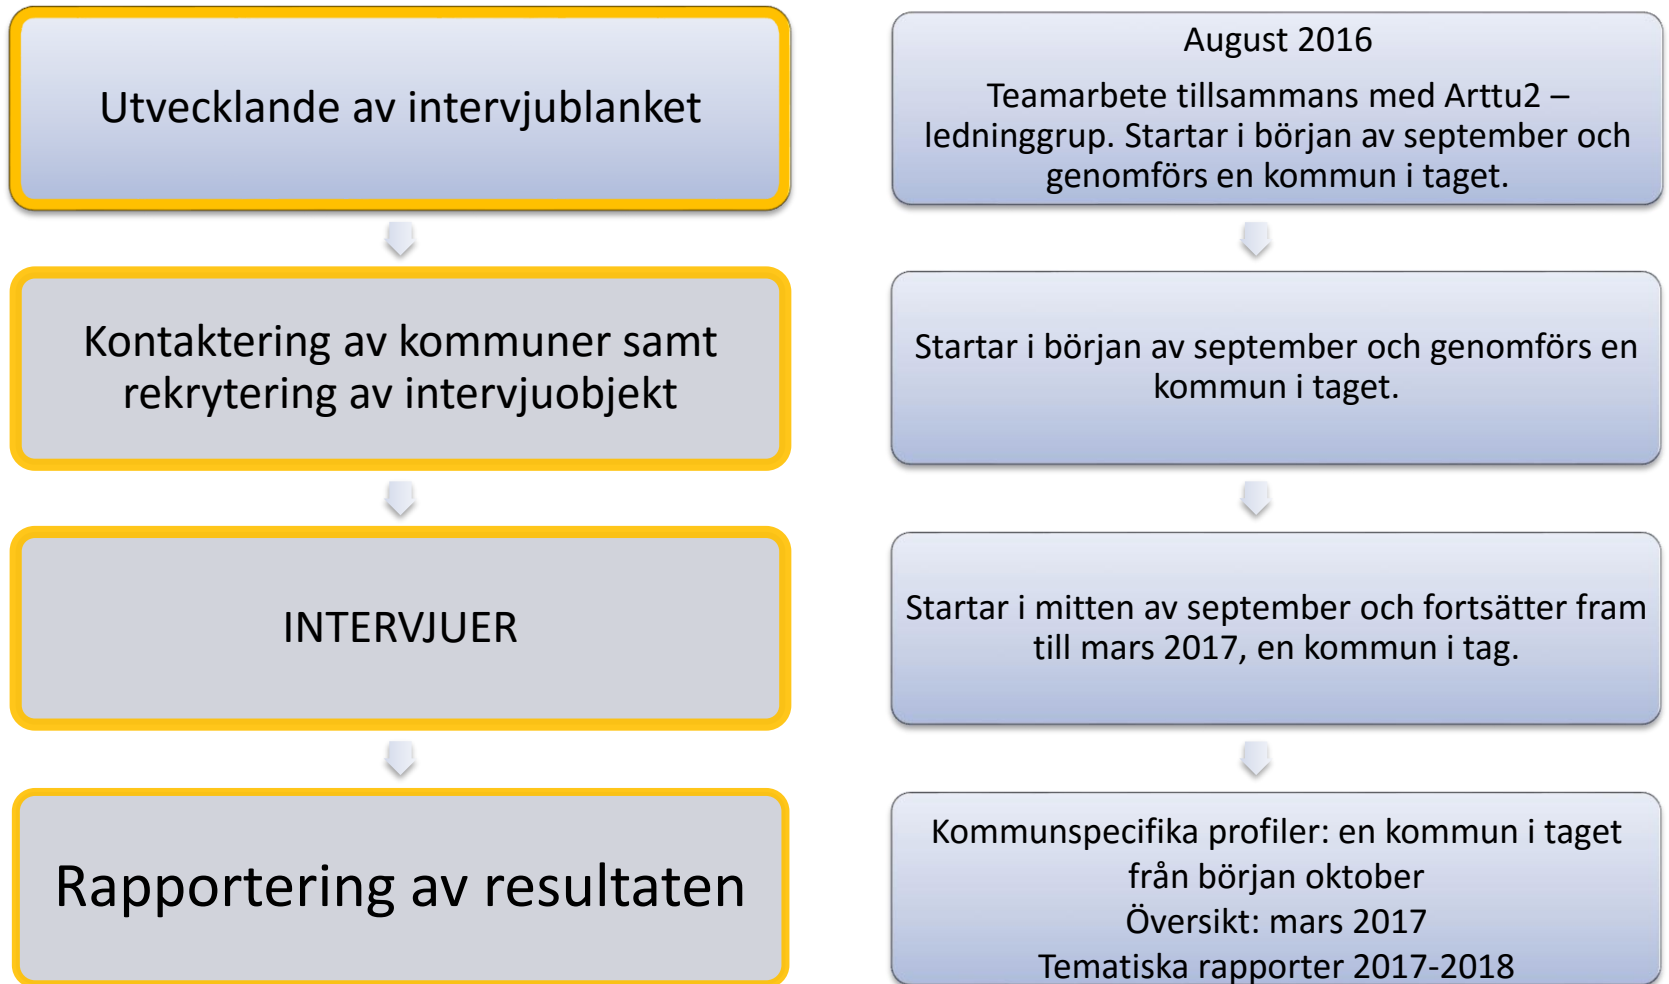 Utvecklande av intervjublanket
August 2016
Teamarbete tillsammans med Arttu2 –
ledninggrup. Startar i början av september och
genomförs en kommun i taget.
Kontaktering av kommuner samt
rekrytering av intervjuobjekt
Startar i början av september och genomförs en
kommun i taget.
INTERVJUER
Startar i mitten av september och fortsätter fram
till mars 2017, en kommun i tag.
Rapportering av resultaten
Kommunspecifika profiler: en kommun i taget
från början oktober
Översikt: mars 2017
Tematiska rapporter 2017-2018